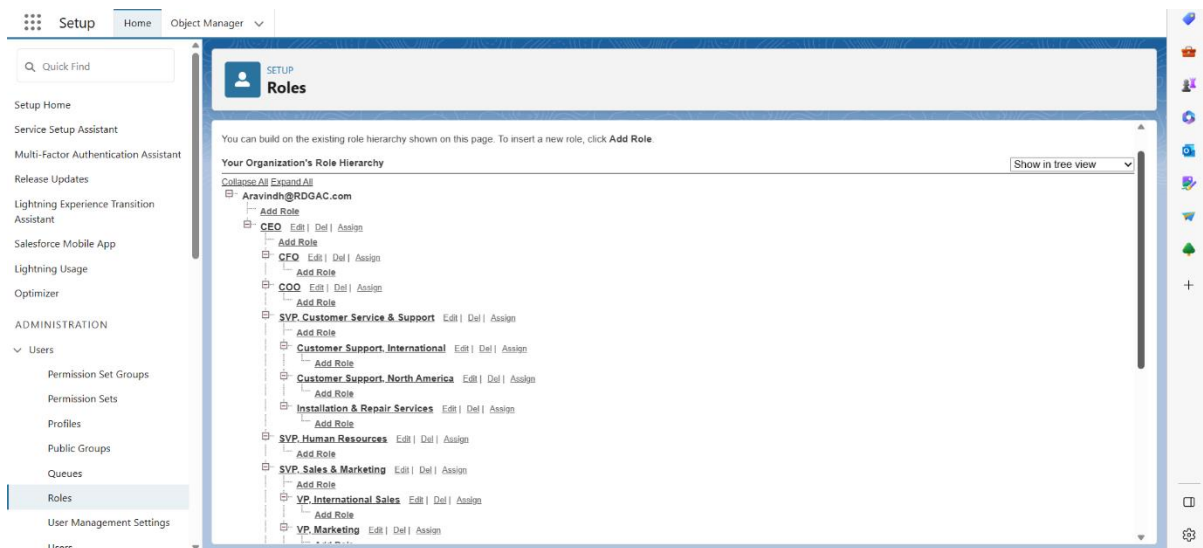 Setup
Home
Object Manager
Quick Find
Setup Home
Service Setup Assistant
Multi-Factor Authentication Assistant
Release Updates
Lightning Experience Transition
Assistant
Salesforce Mobile App
Lightning Usage
Optimizer
ADMINISTRATION
Users
Permission Set Groups
Permission Sets
Profiles
Public Groups
Queues
Roles
User Management Settings
Users
SETUP
Roles
You can build on the existing role hierarchy shown on this page. To insert a new role, click Add Role.
Your Organization's Role Hierarchy
Show in tree view
Collapse All Expand All
Aravindh@RDGAC.com
Add Role
CEO Edit | Del | Assign
Add Role
CFO Edit | Del | Assign
Add Role
COO Edit | Del | Assign
Add Role
SVP, Customer Service & Support Edit | Del | Assign
Add Role
Customer Support, International Edit | Del | Assign
Add Role
Customer Support, North America Edit | Del | Assign
Add Role
Installation & Repair Services Edit | Del | Assign
Add Role
SVP, Human Resources Edit | Del | Assign
Add Role
SVP, Sales & Marketing Edit | Del | Assign
Add Role
VP, International Sales Edit | Del | Assign
Add Role
VP, Marketing Edit | Del | Assign